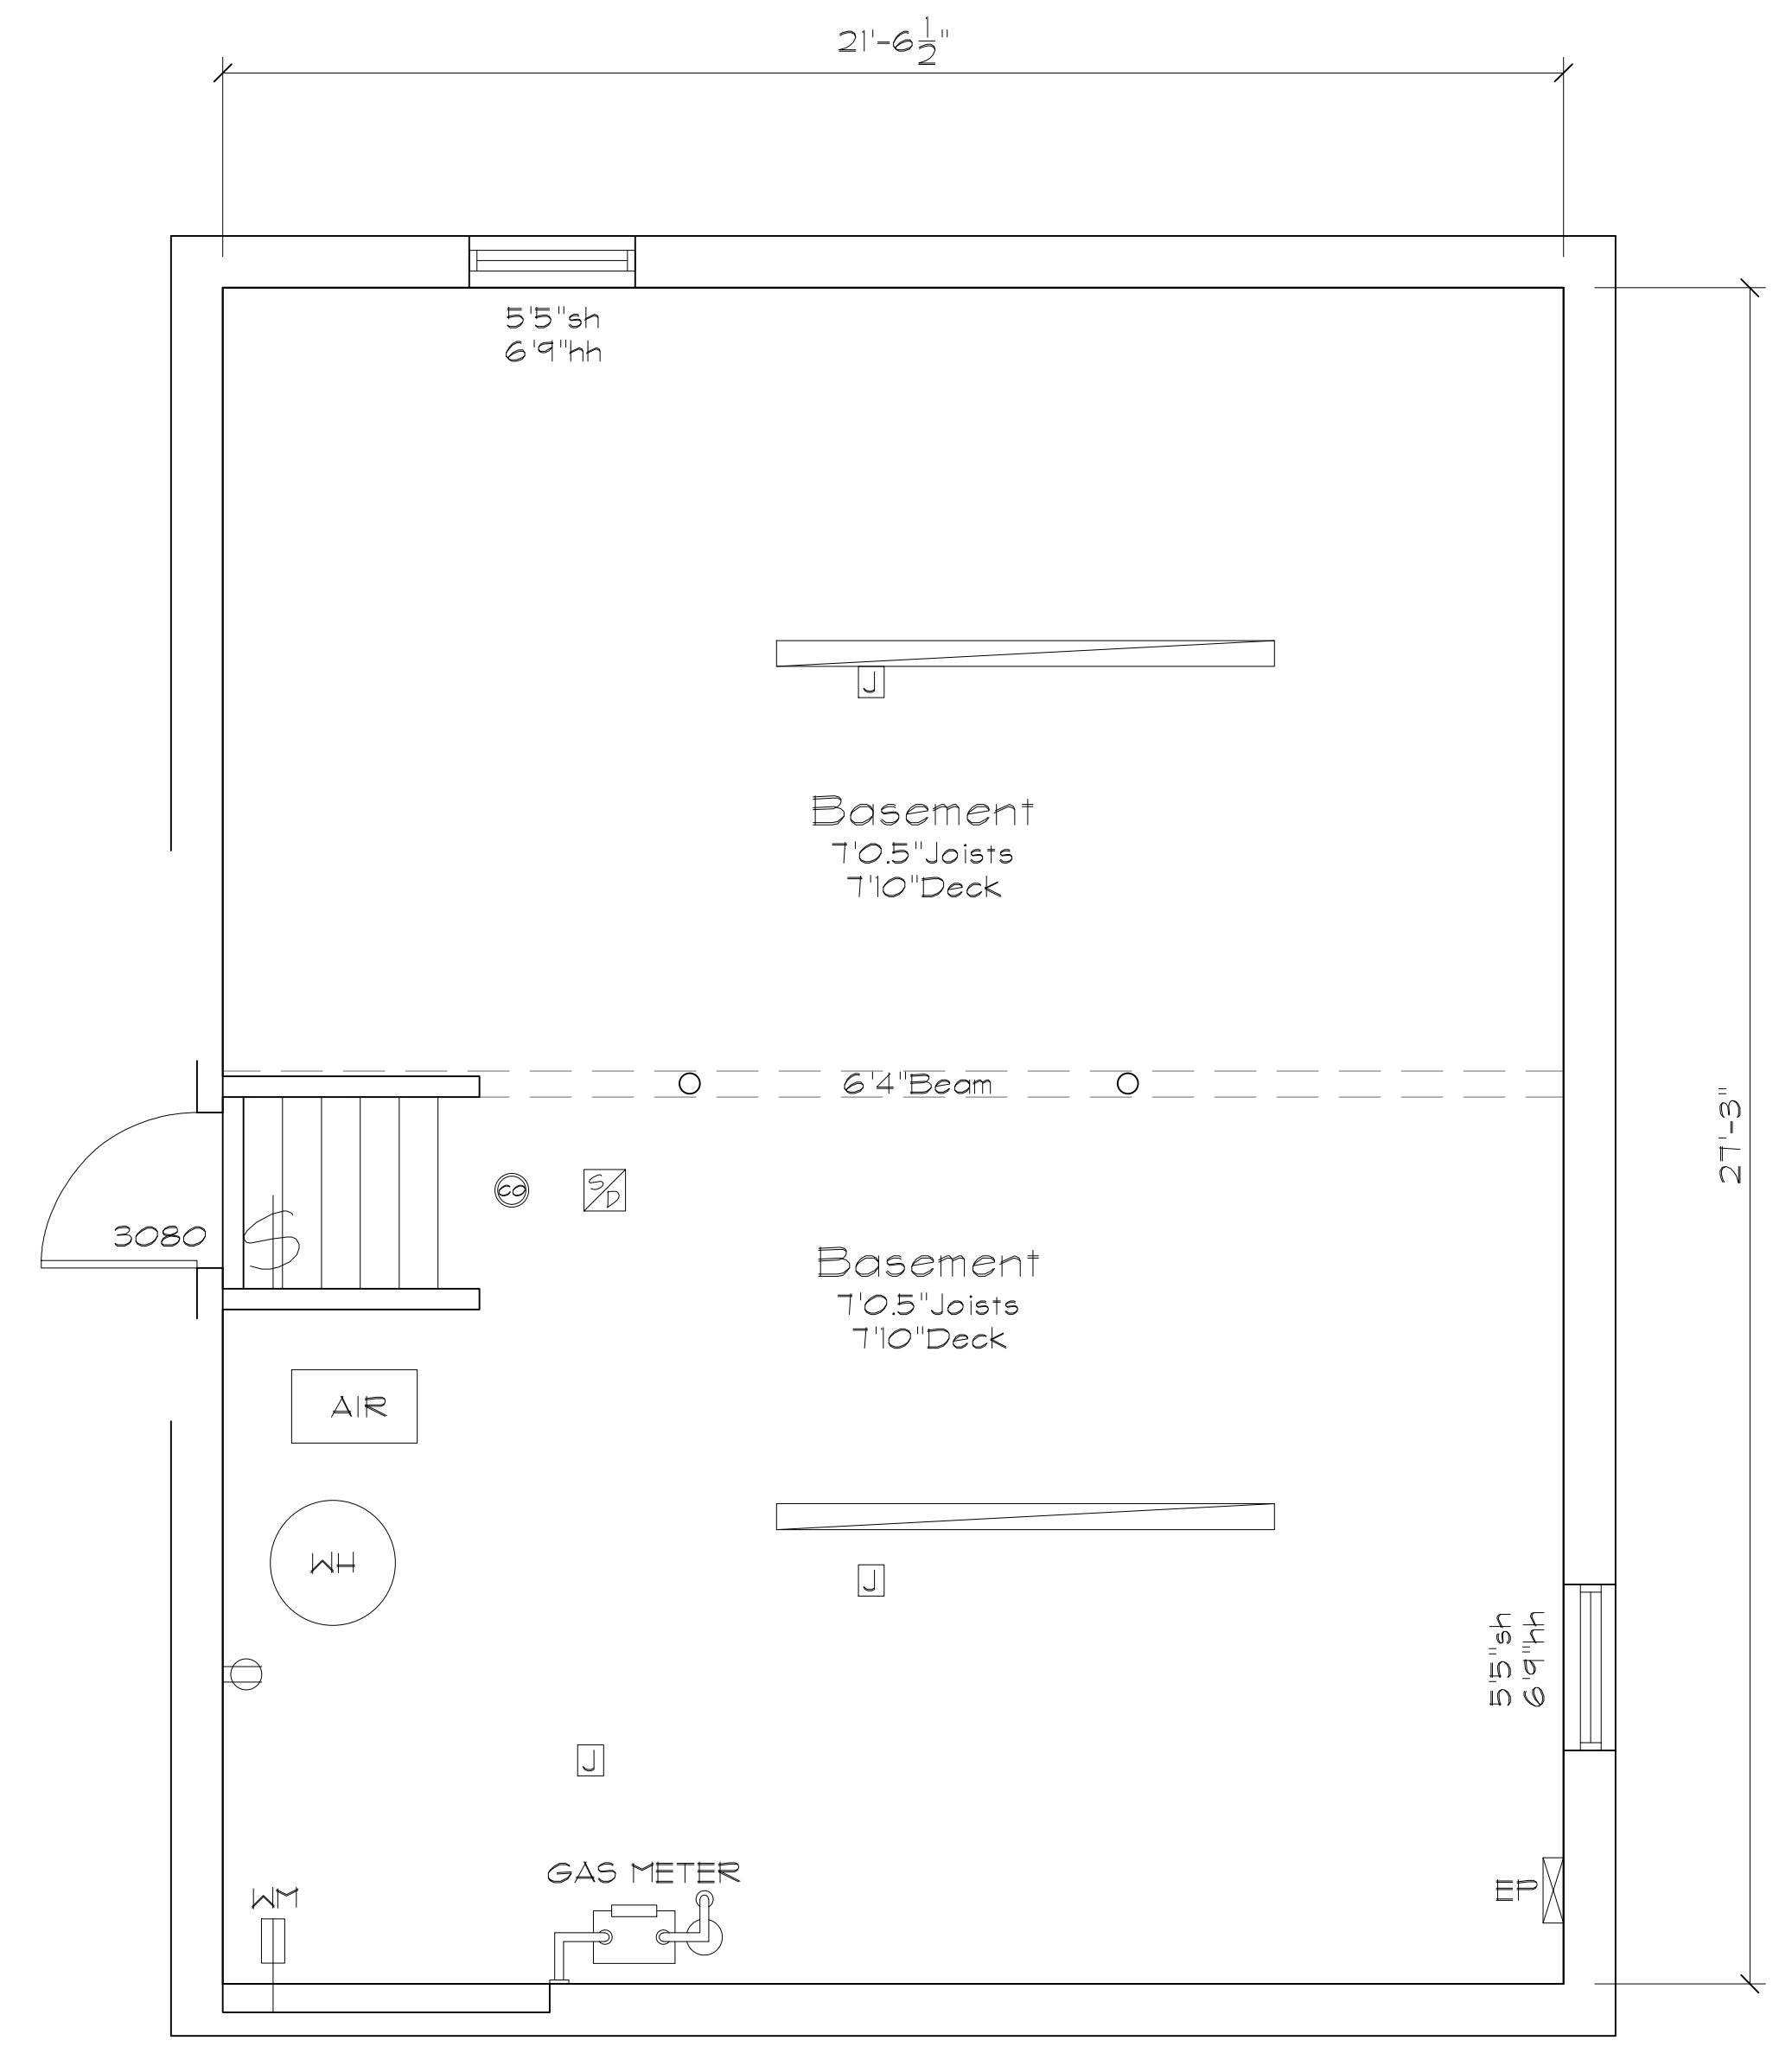 21'-6 1/2"
5'5"sh
6'9"hh
J
Basement
7'0.5"Joists
7'10"Deck
6'4"Beam
27'-3"
CO
S/D
3080
S
Basement
7'0.5"Joists
7'10"Deck
AIR
WH
J
5'5"sh
6'9"hh
J
GAS METER
WM
EP